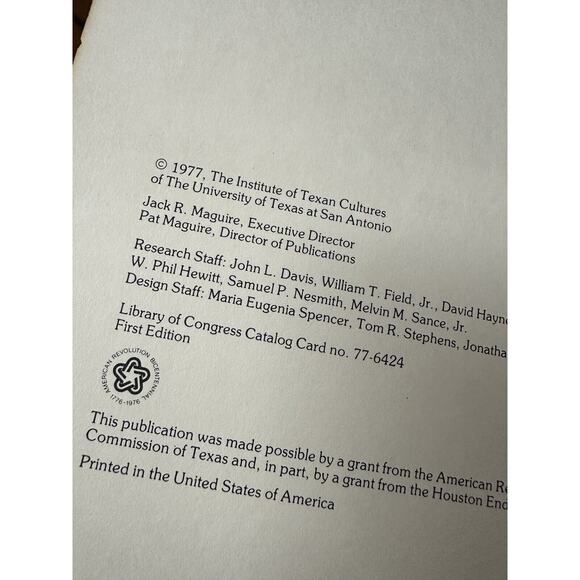 © 1977, The Institute of Texan Cultures
of The University of Texas at San Antonio
Jack R. Maguire, Executive Director
Pat Maguire, Director of Publications
Research Staff: John L. Davis, William T. Field, Jr., David
W. Phil Hewitt, Samuel P. Nesmith, Melvin M. Sance, Jr.
Design Staff: Maria Eugenia Spencer, Tom R. Stephens,
Library of Congress Catalog Card no. 77-6424
First Edition
AMERICAN REVOLUTION BICENTENNIAL
1776-1976
This publication was made possible by a grant from the American
Commission of Texas and, in part, by a grant from the Houston
Printed in the United States of America